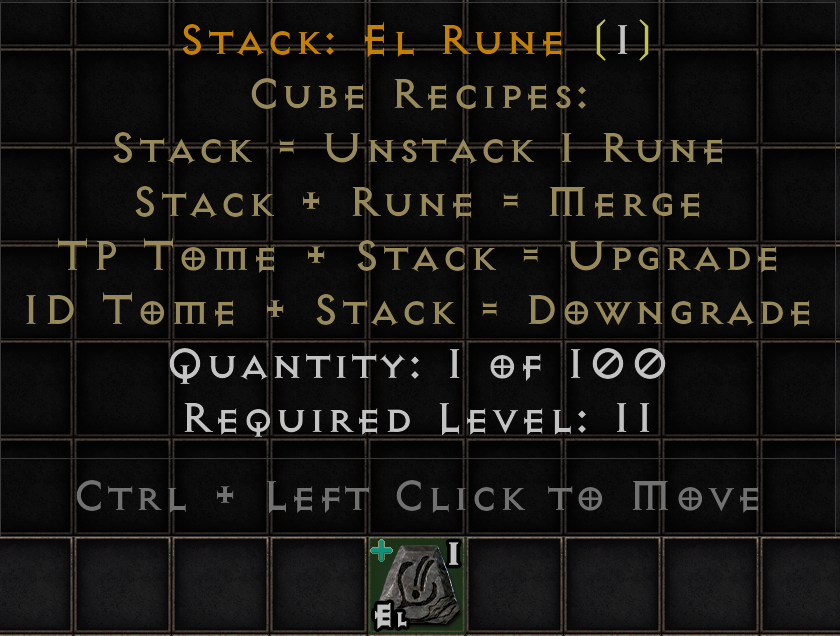 Stack: El Rune (1)
Cube Recipes:
Stack = Unstack 1 Rune
Stack + Rune = Merge
TP Tome + Stack = Upgrade
ID Tome + Stack = Downgrade
Quantity: 1 of 100
Required Level: 11
Ctrl + Left Click to Move
+ 1
El